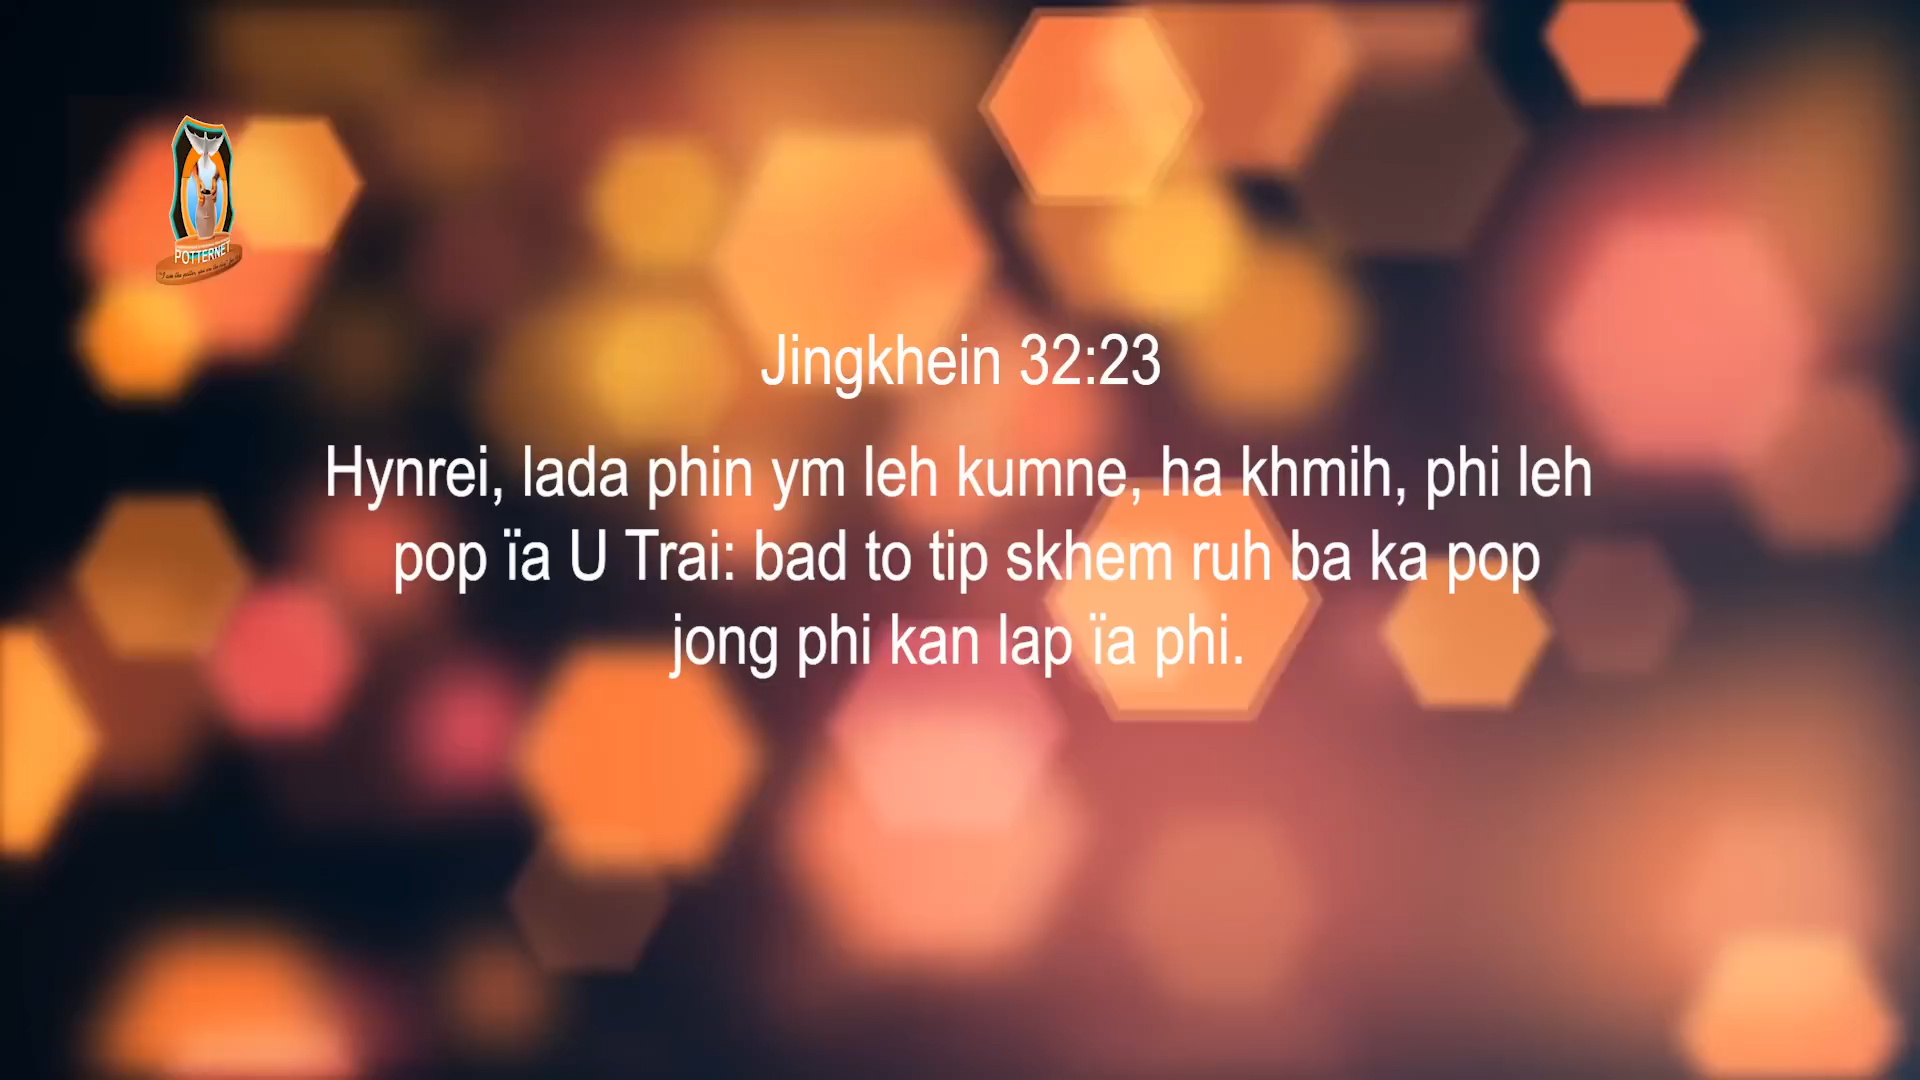 POTTERNET
Jingkhein 32:23
Hynrei, lada phin ym leh kumne, ha khmih, phi leh
pop ïa U Trai: bad to tip skhem ruh ba ka pop
jong phi kan lap ïa phi.